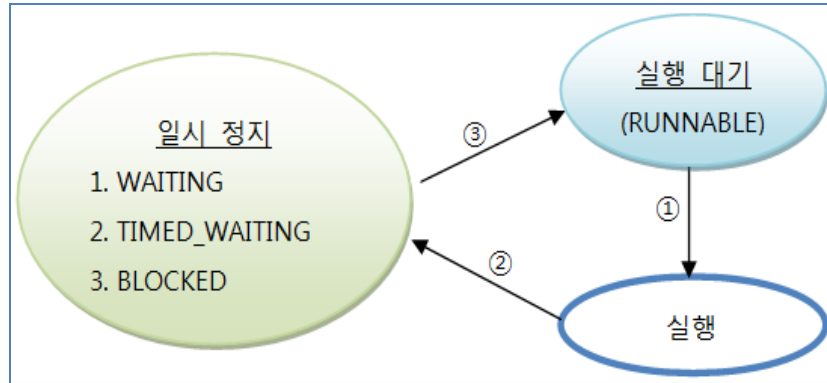 일시 정지
1. WAITING
2. TIMED_WAITING
3. BLOCKED
③
실행 대기
(RUNNABLE)
①
②
실행